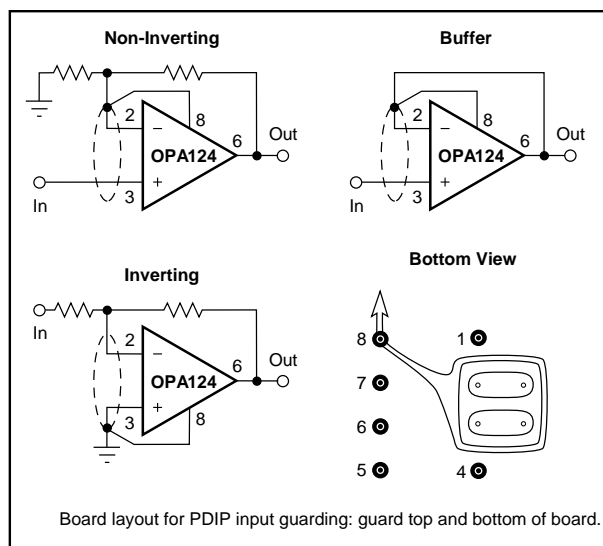 Non-Inverting
2
8
−
OPA124
6
Out
+
3
In
Buffer
2
8
−
OPA124
6
Out
+
3
In
Inverting
In
2
−
6
Out
OPA124
+
3
8
Bottom View
8
1
7
6
5
4
Board layout for PDIP input guarding: guard top and bottom of board.